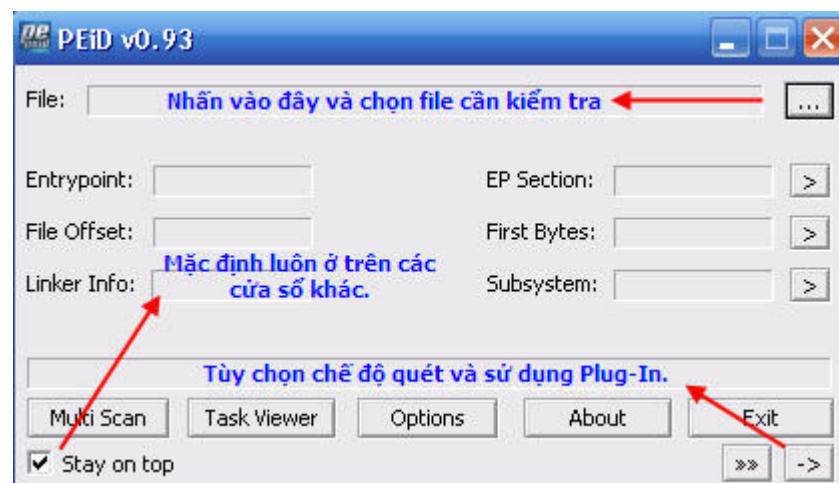 PEiD v0.93
File: Nhấn vào đây và chọn file cần kiểm tra ...
Entrypoint: EP Section: >
File Offset: First Bytes: >
Mặc định luôn ở trên các
Linker Info: cửa sổ khác. Subsystem: >
Tùy chọn chế độ quét và sử dụng Plug-In.
Multi Scan Task Viewer Options About Exit
Stay on top »» ->